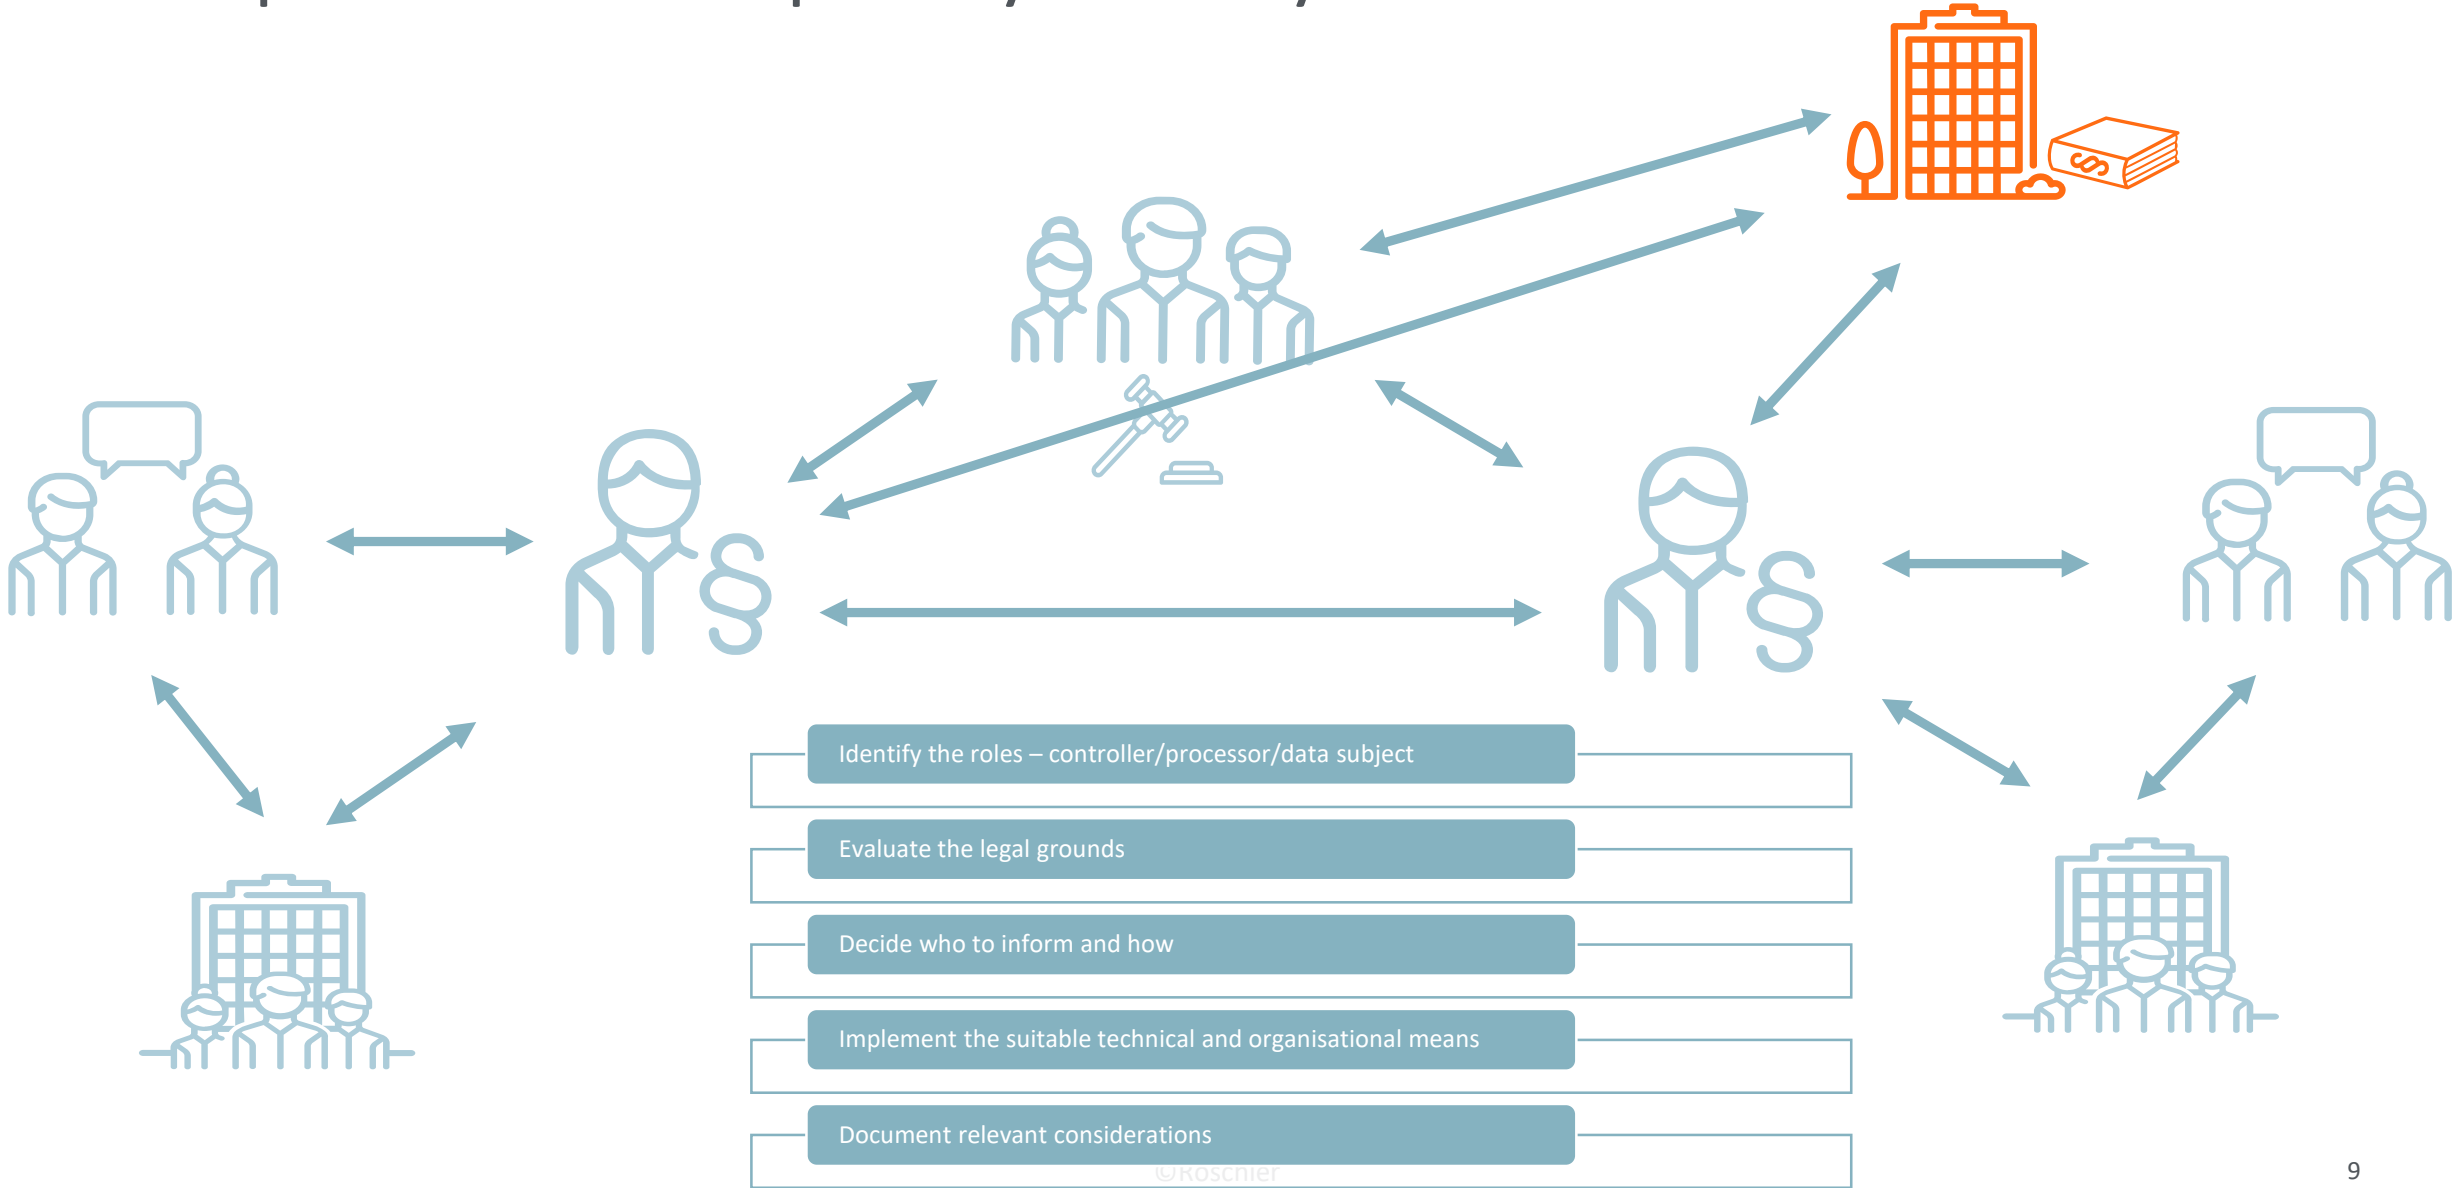 Identify the roles – controller/processor/data subject
Evaluate the legal grounds
Decide who to inform and how
Implement the suitable technical and organisational means
Document relevant considerations
©Roschier
9